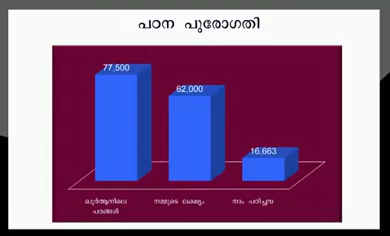 പഠന പുരോഗതി
77,500
62,000
16,663
ഖുർആനിലെ
പദങ്ങൾ
നമ്മുടെ ലക്ഷ്യം
നാം പഠിച്ചവ